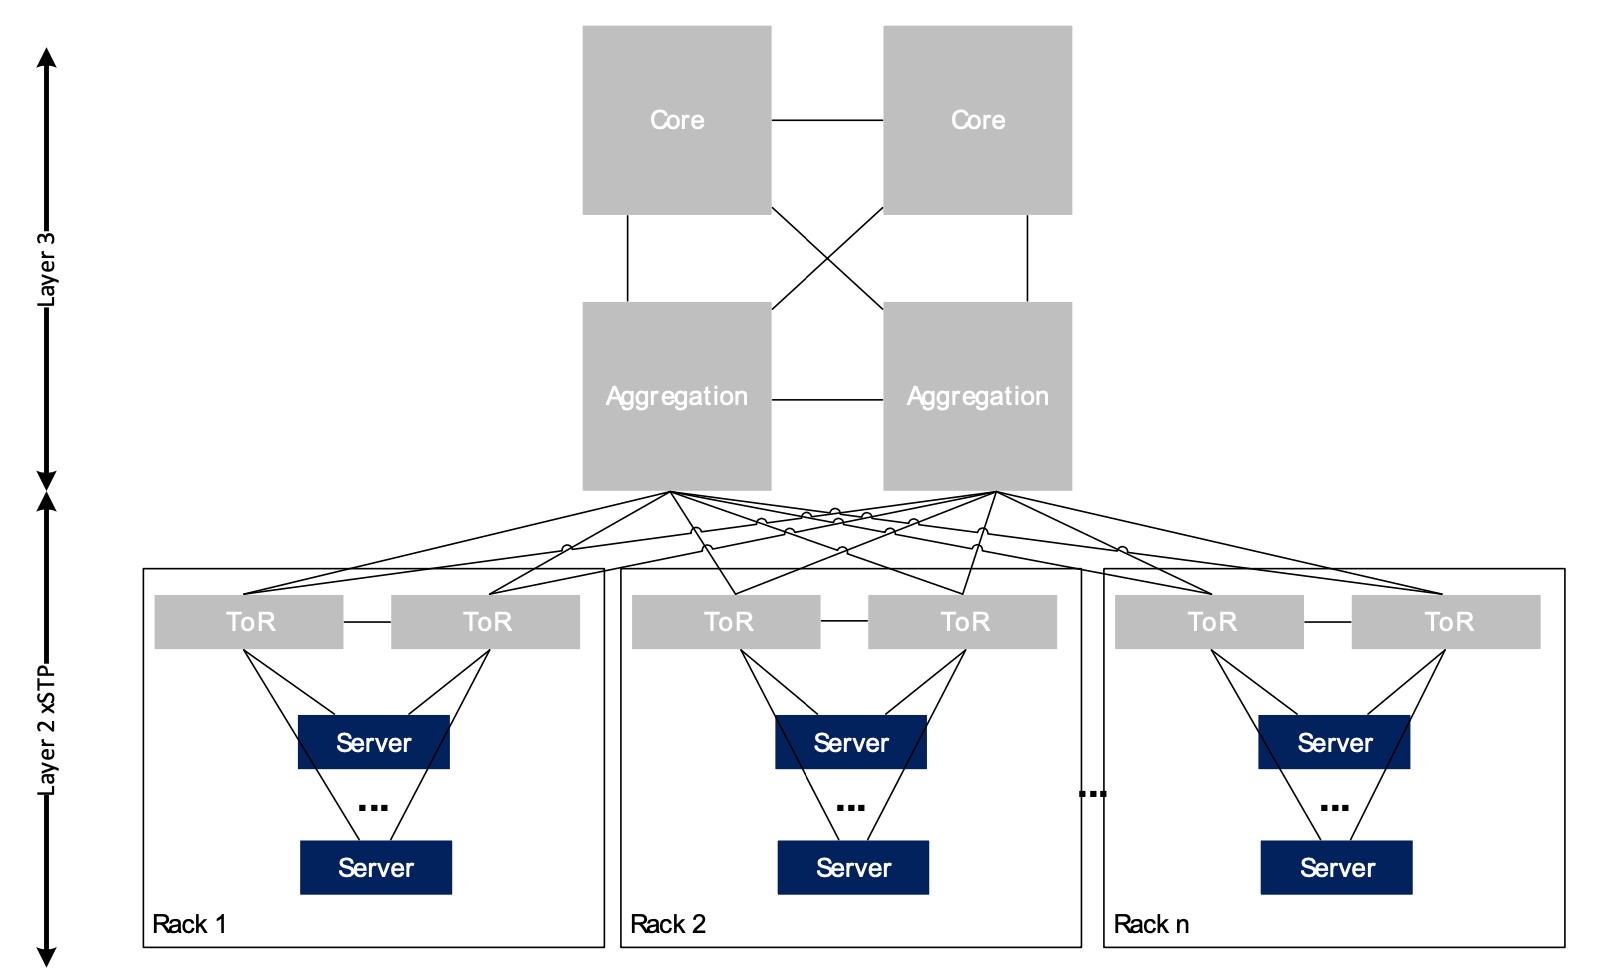 Layer 3
Core
Core
Aggregation
Aggregation
Layer 2 xSTP
ToR
ToR
Server
...
Server
Rack 1
ToR
ToR
Server
...
Server
Rack 2
...
ToR
ToR
Server
...
Server
Rack n